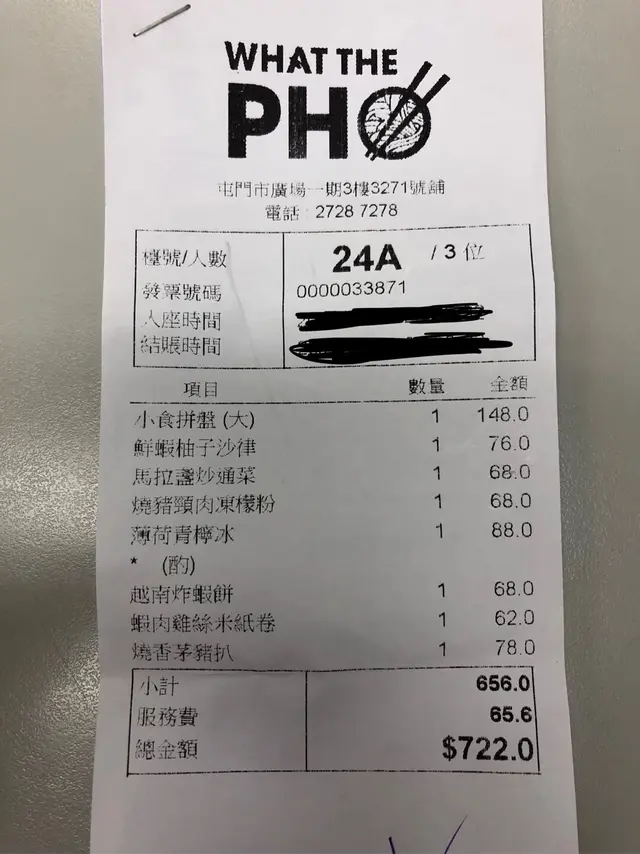 WHAT THE
PHO
屯門市廣場一期3樓3271號舖
電話 : 2728 7278
檯號/人數 24A / 3 位
發票號碼 0000033871
入座時間
結賬時間
項目 數量 金額
小食拼盤 (大) 1 148.0
鮮蝦柚子沙律 1 76.0
馬拉盞炒通菜 1 68.0
燒豬頸肉凍檬粉 1 68.0
薄荷青檸冰 1 88.0
* (酌)
越南炸蝦餅 1 68.0
蝦肉雞絲米紙卷 1 62.0
燒香茅豬扒 1 78.0
小計 656.0
服務費 65.6
總金額 $722.0